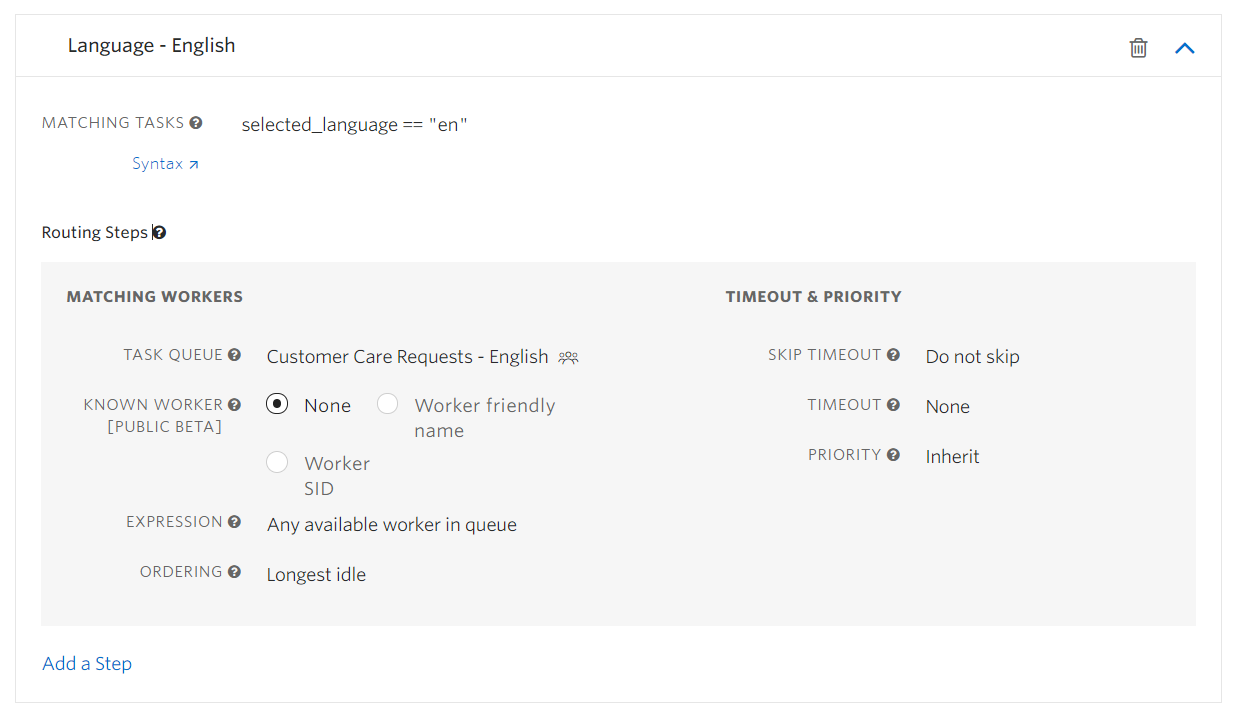 Language - English
MATCHING TASKS
selected_language == "en"
Syntax
Routing Steps
MATCHING WORKERS
TIMEOUT & PRIORITY
TASK QUEUE
Customer Care Requests - English
SKIP TIMEOUT
Do not skip
KNOWN WORKER
[PUBLIC BETA]
None
Worker friendly
name
TIMEOUT
None
Worker
SID
PRIORITY
Inherit
EXPRESSION
Any available worker in queue
ORDERING
Longest idle
Add a Step